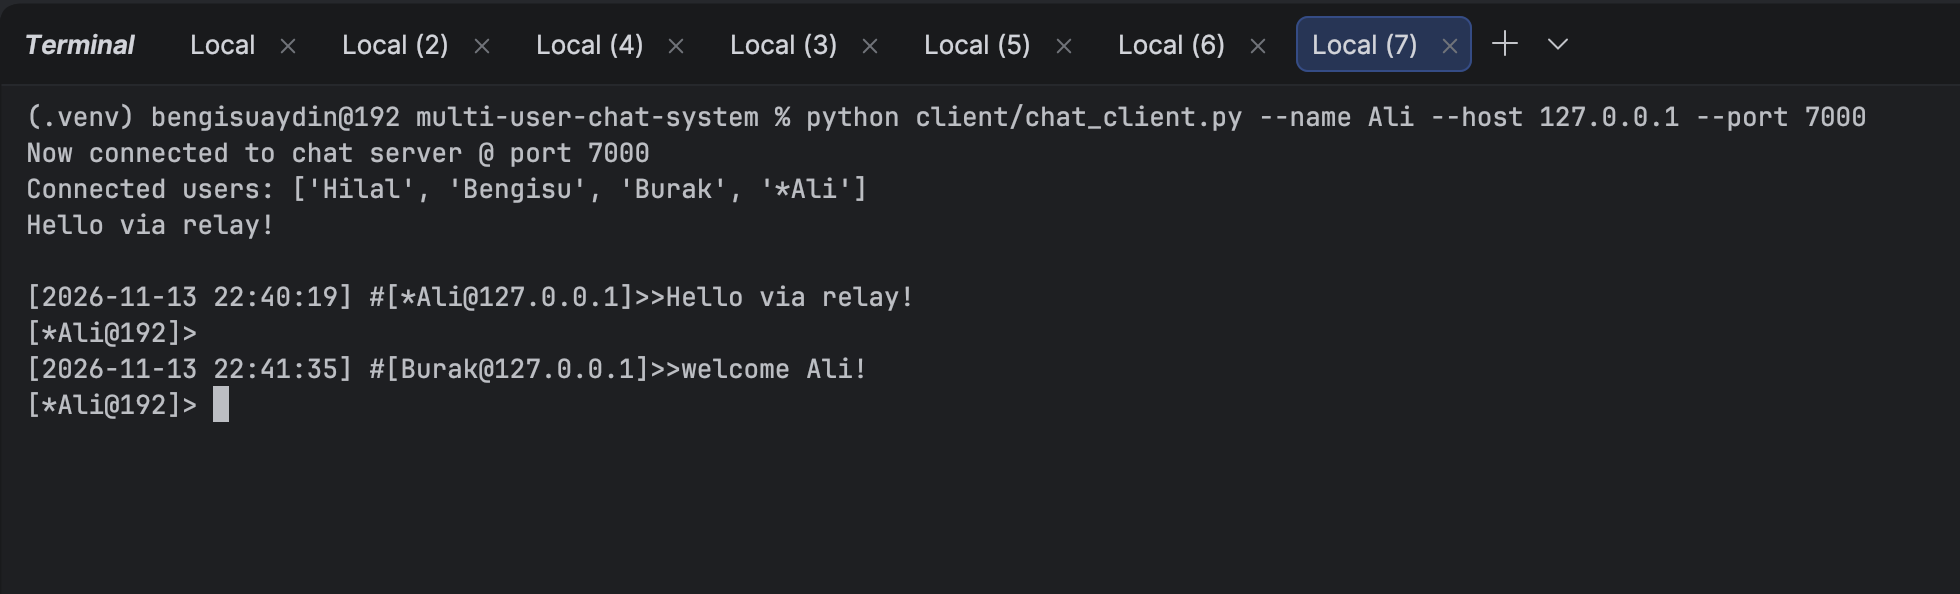 Terminal Local × Local (2) × Local (4) × Local (3) × Local (5) × Local (6) × Local (7) × +
(.venv) bengisuaydin@192 multi-user-chat-system % python client/chat_client.py --name Ali --host 127.0.0.1 --port 7000
Now connected to chat server @ port 7000
Connected users: ['Hilal', 'Bengisu', 'Burak', '*Ali']
Hello via relay!
[2026-11-13 22:40:19] #[*Ali@127.0.0.1]>>Hello via relay!
[*Ali@192]>
[2026-11-13 22:41:35] #[Burak@127.0.0.1]>>welcome Ali!
[*Ali@192]>